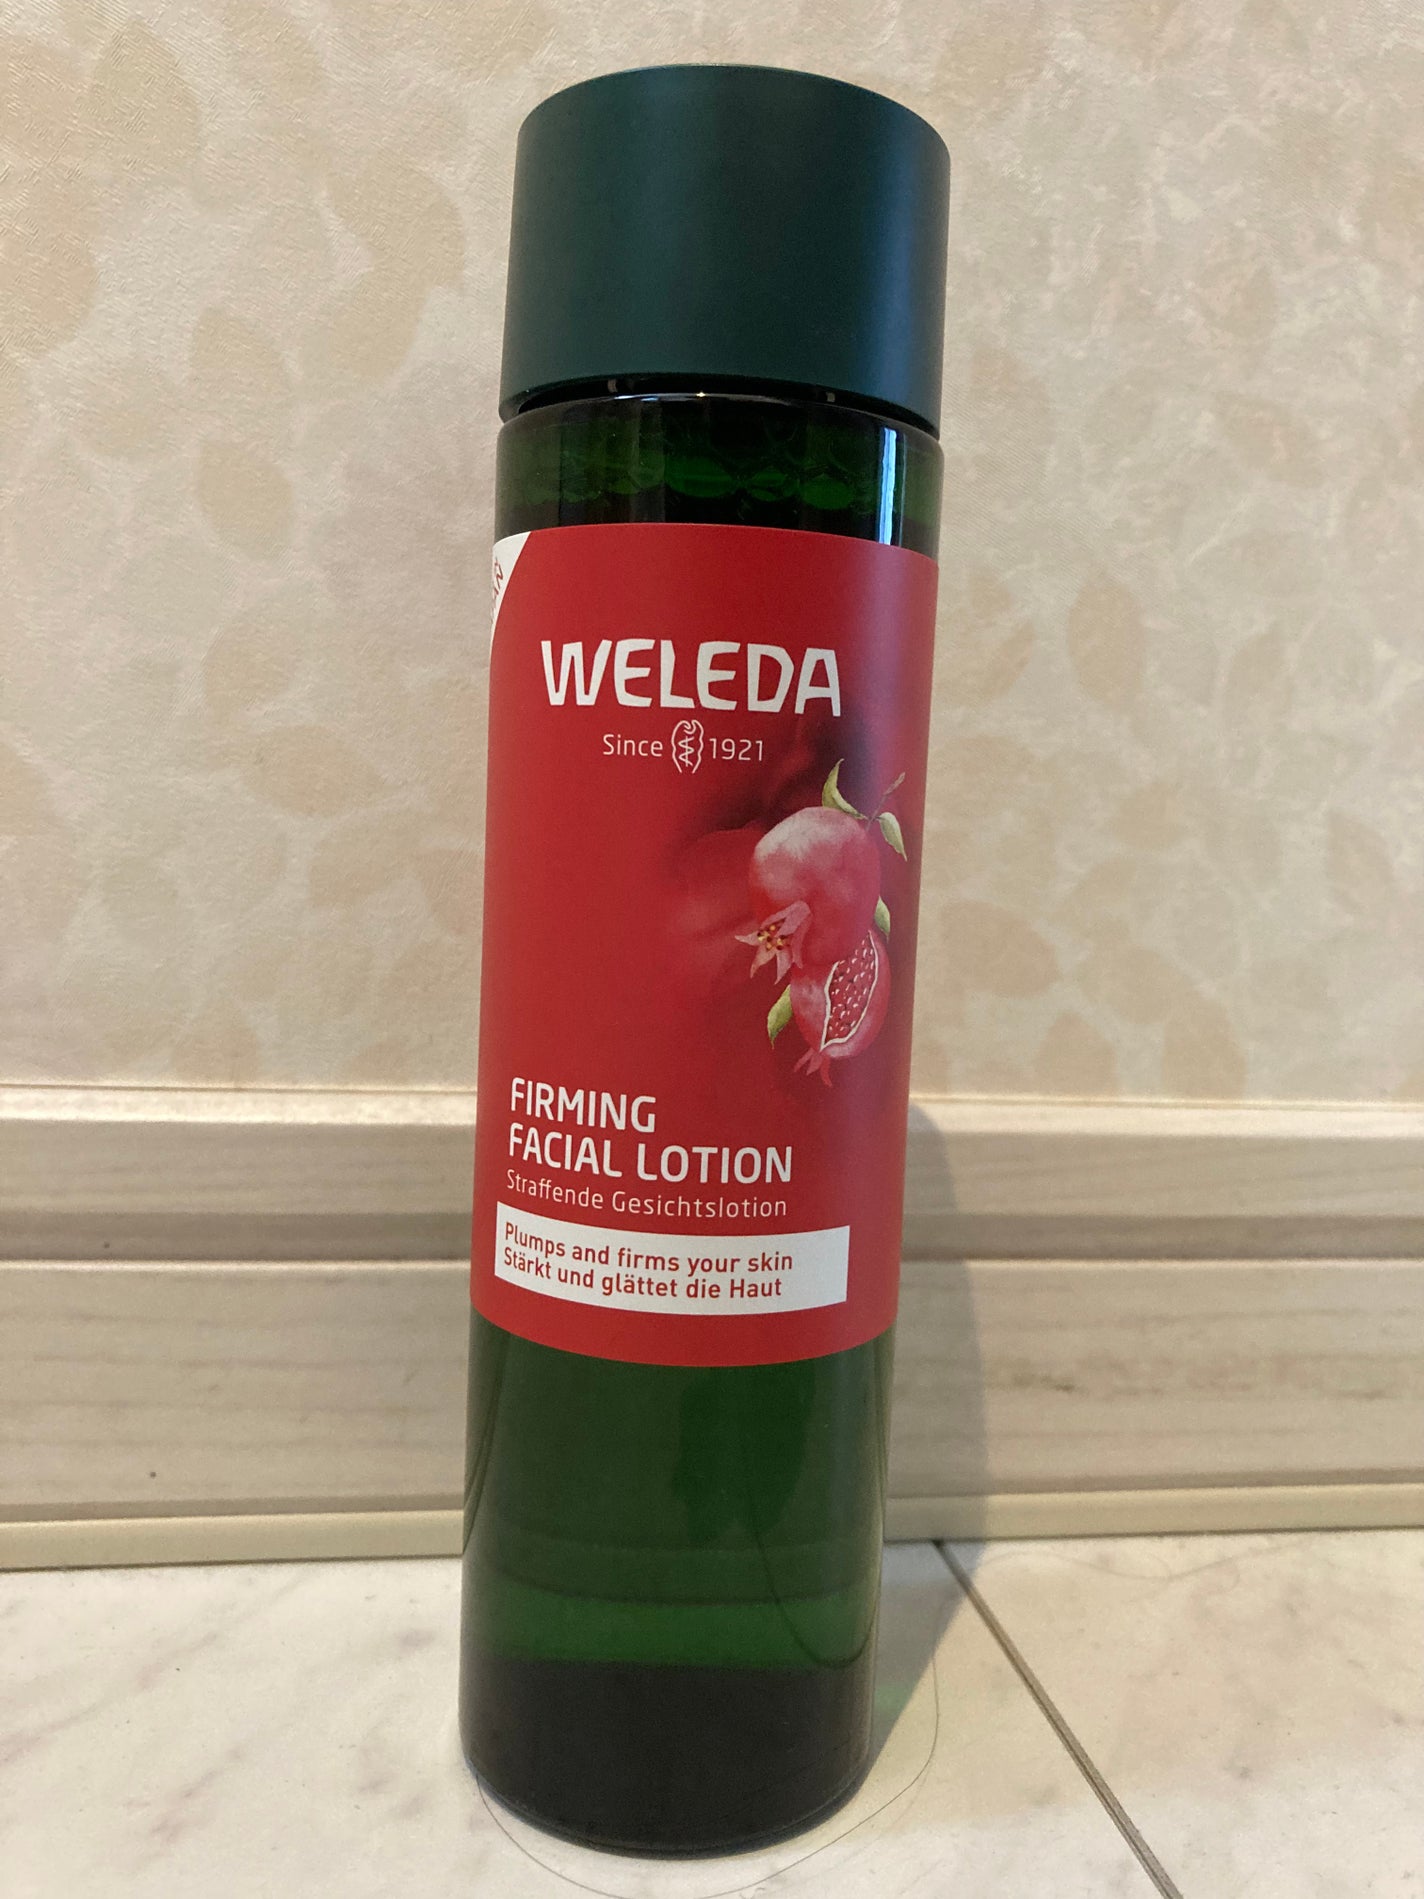 WELEDA
Since 1921
FIRMING
FACIAL LOTION
Straffende Gesichtslotion
Plumps and firms your skin
Stärkt und glättet die Haut